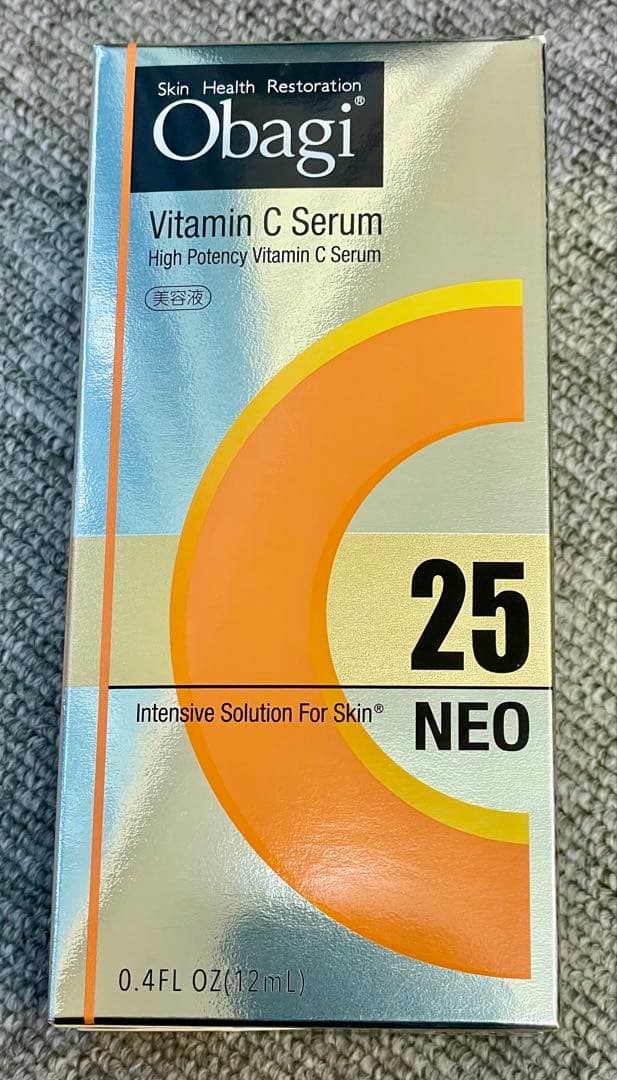 Skin Health Restoration
Obagi®
Vitamin C Serum
High Potency Vitamin C Serum
美容液
C
25
Intensive Solution For Skin®
NEO
0.4FL OZ(12mL)